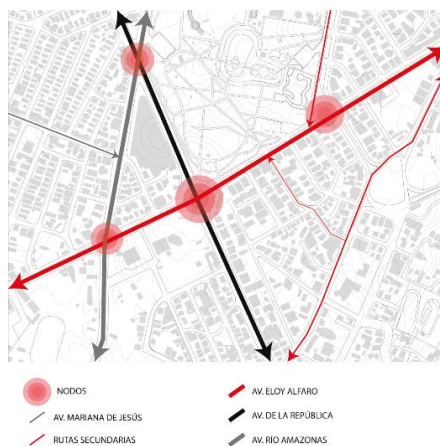 NODOS
AV. MARIANA DE JESÚS
RUTAS SECUNDARIAS
AV. ELOY ALFARO
AV. DE LA REPÚBLICA
AV. RÍO AMAZONAS